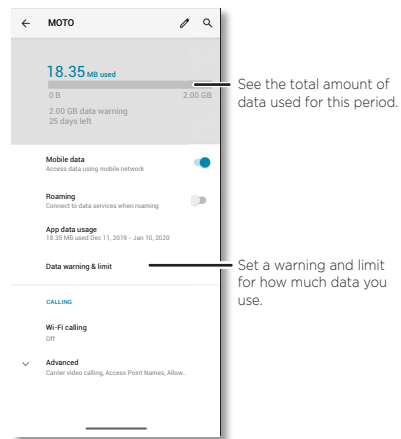 MOTO
18.35 MB used
0 B 2.00 GB
2.00 GB data warning
25 days left
See the total amount of
data used for this period.
Mobile data
Access data using mobile network
Roaming
Connect to data services when roaming
App data usage
18.35 MB used Dec 11, 2019 - Jan 10, 2020
Data warning & limit
Set a warning and limit
for how much data you
use.
CALLING
Wi-Fi calling
Off
Advanced
Carrier video calling, Access Point Names, Allow..